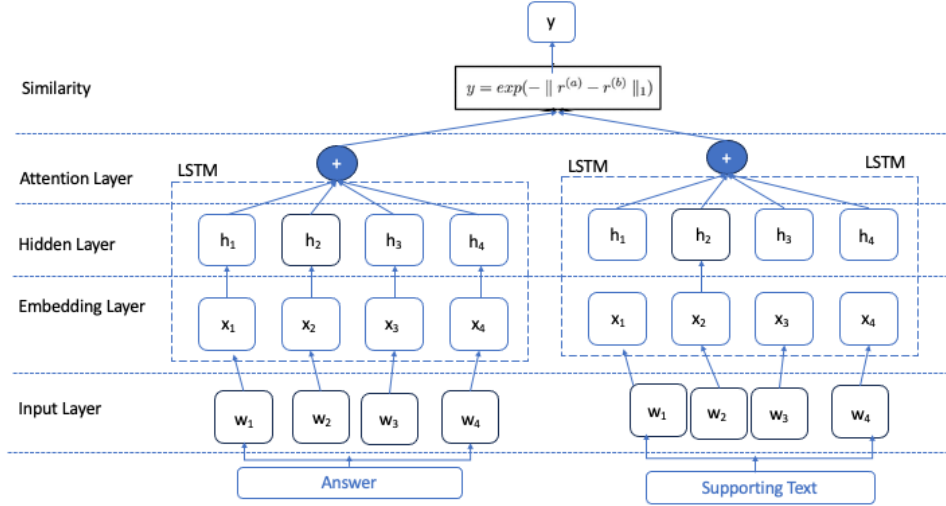 y
Similarity
y = exp(− ‖ r^(a) − r^(b) ‖₁)
+ +
LSTM LSTM LSTM
Attention Layer
Hidden Layer
h₁ h₂ h₃ h₄ h₁ h₂ h₃ h₄
Embedding Layer
x₁ x₂ x₃ x₄ x₁ x₂ x₃ x₄
Input Layer
w₁ w₂ w₃ w₄ w₁ w₂ w₃ w₄
Answer
Supporting Text